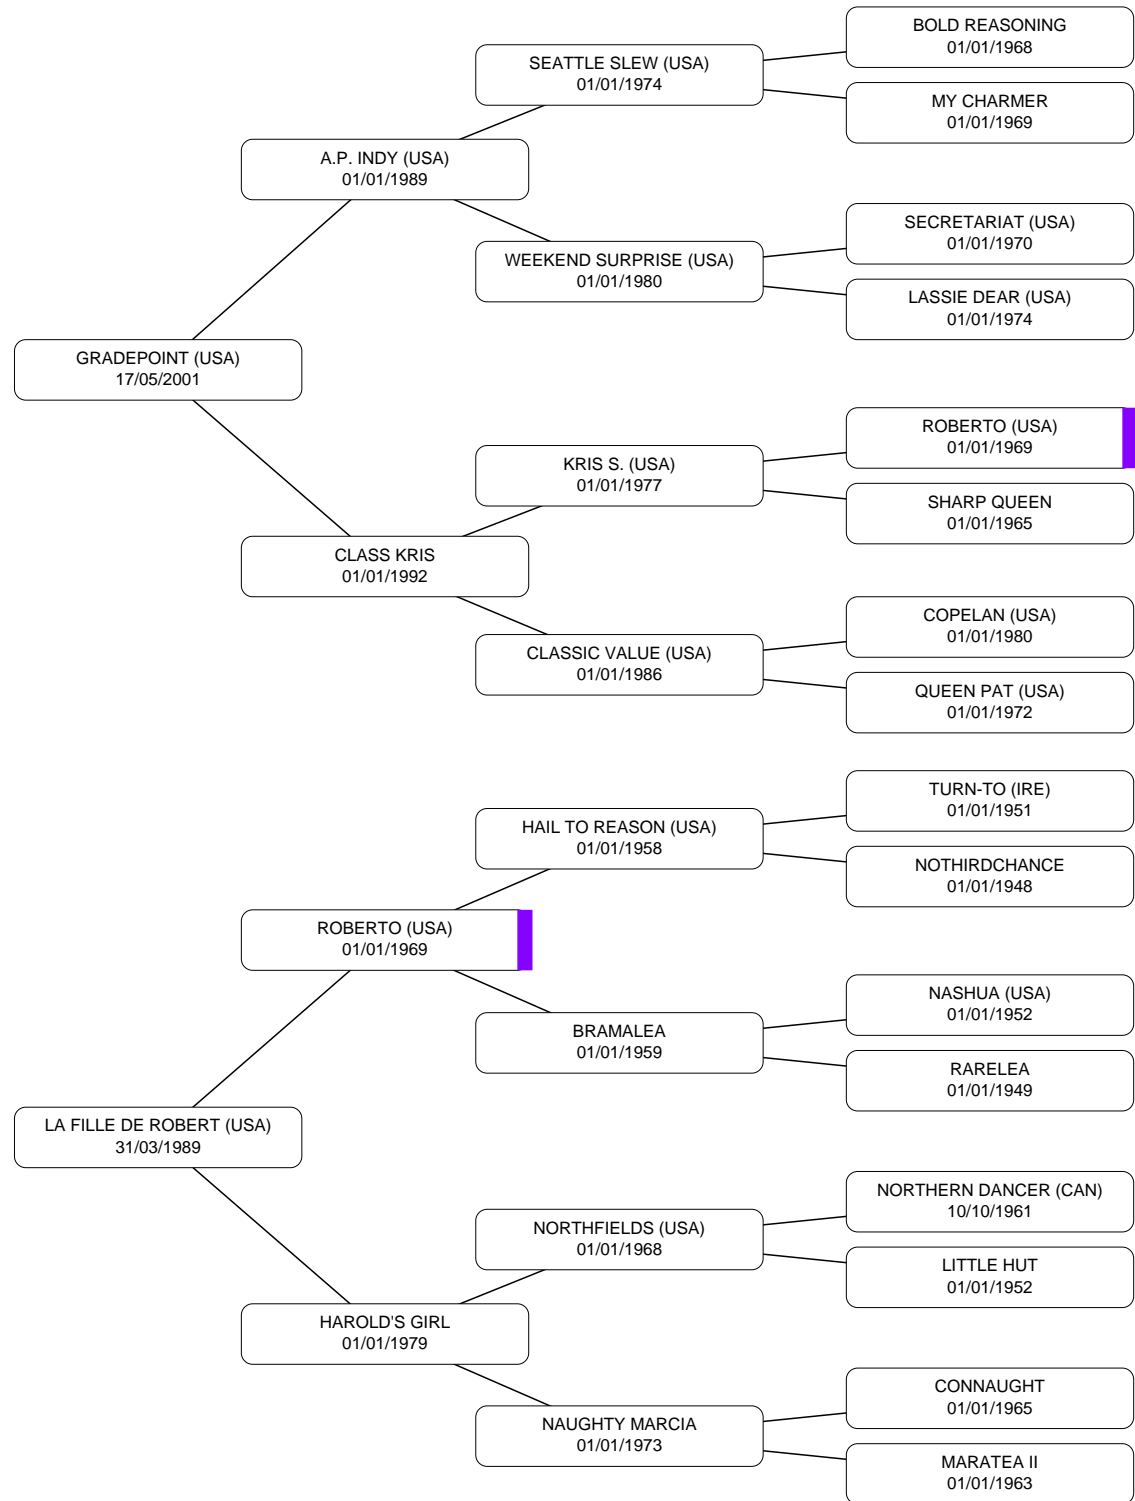 BOLD REASONING
01/01/1968
SEATTLE SLEW (USA)
01/01/1974
MY CHARMER
01/01/1969
A.P. INDY (USA)
01/01/1989
SECRETARIAT (USA)
01/01/1970
WEEKEND SURPRISE (USA)
01/01/1980
LASSIE DEAR (USA)
01/01/1974
GRADEPOINT (USA)
17/05/2001
ROBERTO (USA)
01/01/1969
KRIS S. (USA)
01/01/1977
SHARP QUEEN
01/01/1965
CLASS KRIS
01/01/1992
COPELAN (USA)
01/01/1980
CLASSIC VALUE (USA)
01/01/1986
QUEEN PAT (USA)
01/01/1972
TURN-TO (IRE)
01/01/1951
HAIL TO REASON (USA)
01/01/1958
NOTHIRDCHANCE
01/01/1948
ROBERTO (USA)
01/01/1969
NASHUA (USA)
01/01/1952
BRAMALEA
01/01/1959
RARELEA
01/01/1949
LA FILLE DE ROBERT (USA)
31/03/1989
NORTHERN DANCER (CAN)
10/10/1961
NORTHFIELDS (USA)
01/01/1968
LITTLE HUT
01/01/1952
HAROLD'S GIRL
01/01/1979
CONNAUGHT
01/01/1965
NAUGHTY MARCIA
01/01/1973
MARATEA II
01/01/1963